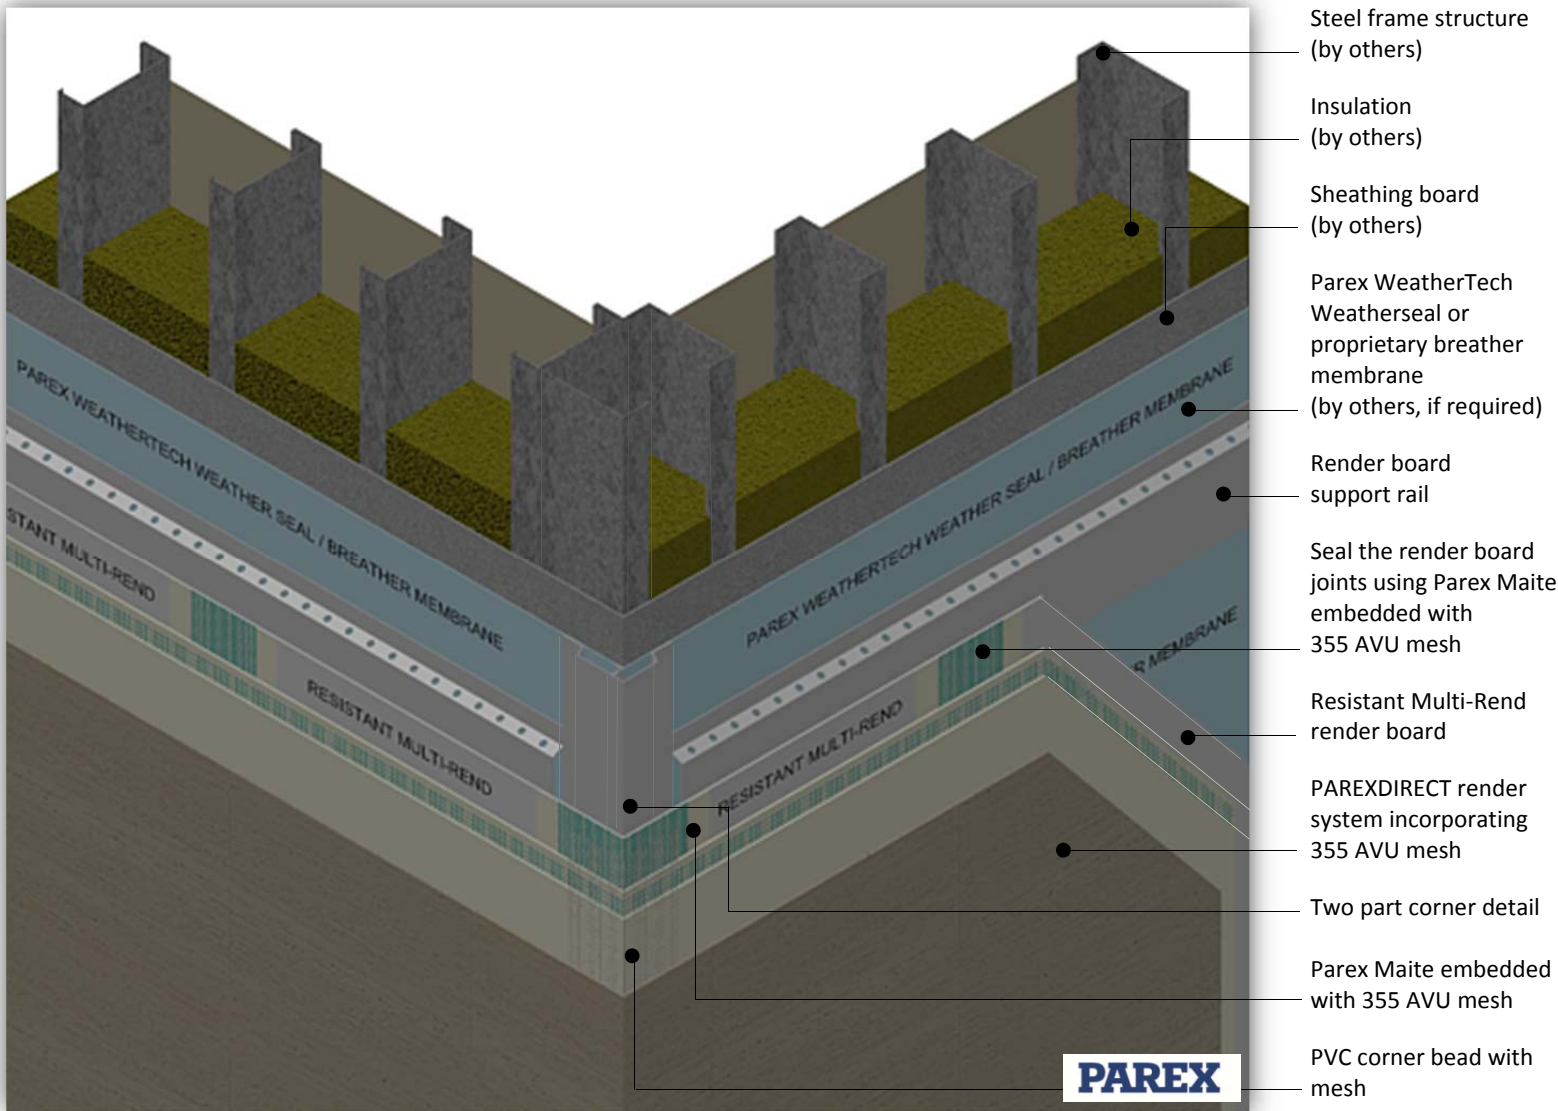 Steel frame structure
(by others)
Insulation
(by others)
Sheathing board
(by others)
Parex WeatherTech
Weatherseal or
proprietary breather
membrane
(by others, if required)
Render board
support rail
Seal the render board
joints using Parex Maite
embedded with
355 AVU mesh
Resistant Multi-Rend
render board
PAREXDIRECT render
system incorporating
355 AVU mesh
Two part corner detail
Parex Maite embedded
with 355 AVU mesh
PVC corner bead with
mesh
PAREX WEATHERTECH WEATHER SEAL / BREATHER MEMBRANE
PAREX WEATHERTECH WEATHER SEAL / BREATHER MEMBRANE
STANT MULTI-REND
RESISTANT MULTI-REND
RESISTANT MULTI-REND
R MEMBRANE
PAREX